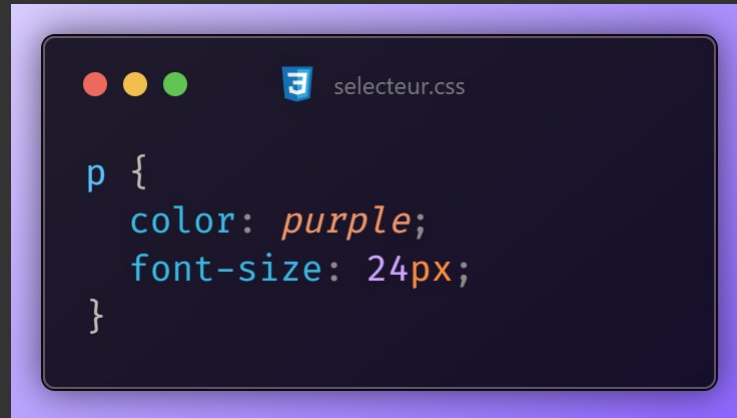 selecteur.css
p {
  color: purple;
  font-size: 24px;
}